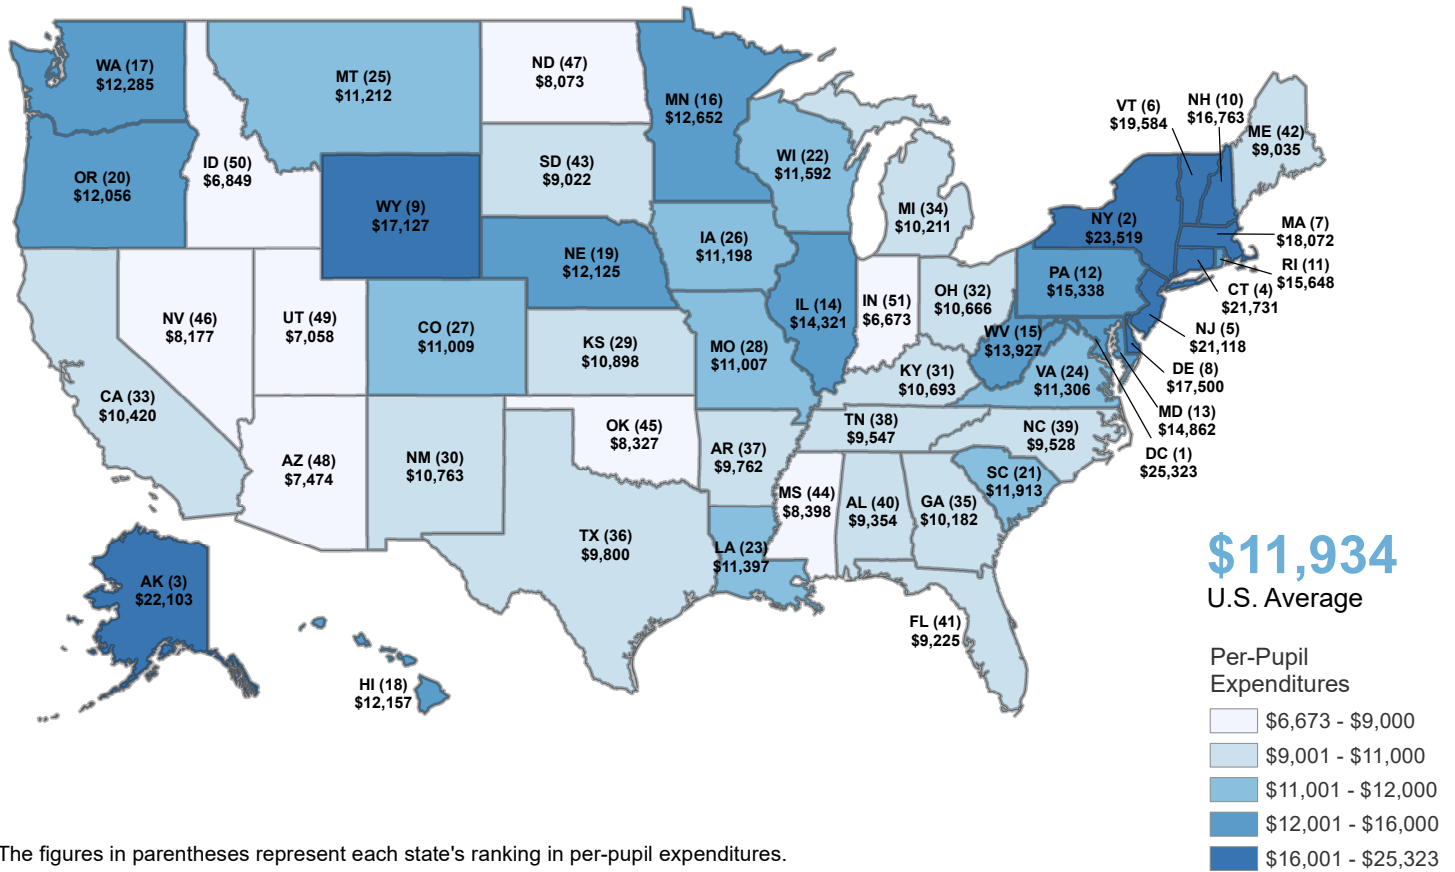 WA (17)
$12,285
MT (25)
$11,212
ND (47)
$8,073
MN (16)
$12,652
VT (6)
$19,584
NH (10)
$16,763
ME (42)
$9,035
OR (20)
$12,056
ID (50)
$6,849
SD (43)
$9,022
WI (22)
$11,592
WY (9)
$17,127
MI (34)
$10,211
NY (2)
$23,519
MA (7)
$18,072
NE (19)
$12,125
IA (26)
$11,198
PA (12)
$15,338
RI (11)
$15,648
CT (4)
$21,731
NV (46)
$8,177
UT (49)
$7,058
CO (27)
$11,009
IL (14)
$14,321
IN (51)
$6,673
OH (32)
$10,666
NJ (5)
$21,118
KS (29)
$10,898
MO (28)
$11,007
WV (15)
$13,927
KY (31)
$10,693
VA (24)
$11,306
DE (8)
$17,500
CA (33)
$10,420
MD (13)
$14,862
DC (1)
$25,323
AZ (48)
$7,474
NM (30)
$10,763
OK (45)
$8,327
AR (37)
$9,762
TN (38)
$9,547
NC (39)
$9,528
SC (21)
$11,913
MS (44)
$8,398
AL (40)
$9,354
GA (35)
$10,182
TX (36)
$9,800
LA (23)
$11,397
AK (3)
$22,103
FL (41)
$9,225
HI (18)
$12,157
$11,934
U.S. Average
Per-Pupil
Expenditures
$6,673 - $9,000
$9,001 - $11,000
$11,001 - $12,000
$12,001 - $16,000
$16,001 - $25,323
The figures in parentheses represent each state's ranking in per-pupil expenditures.